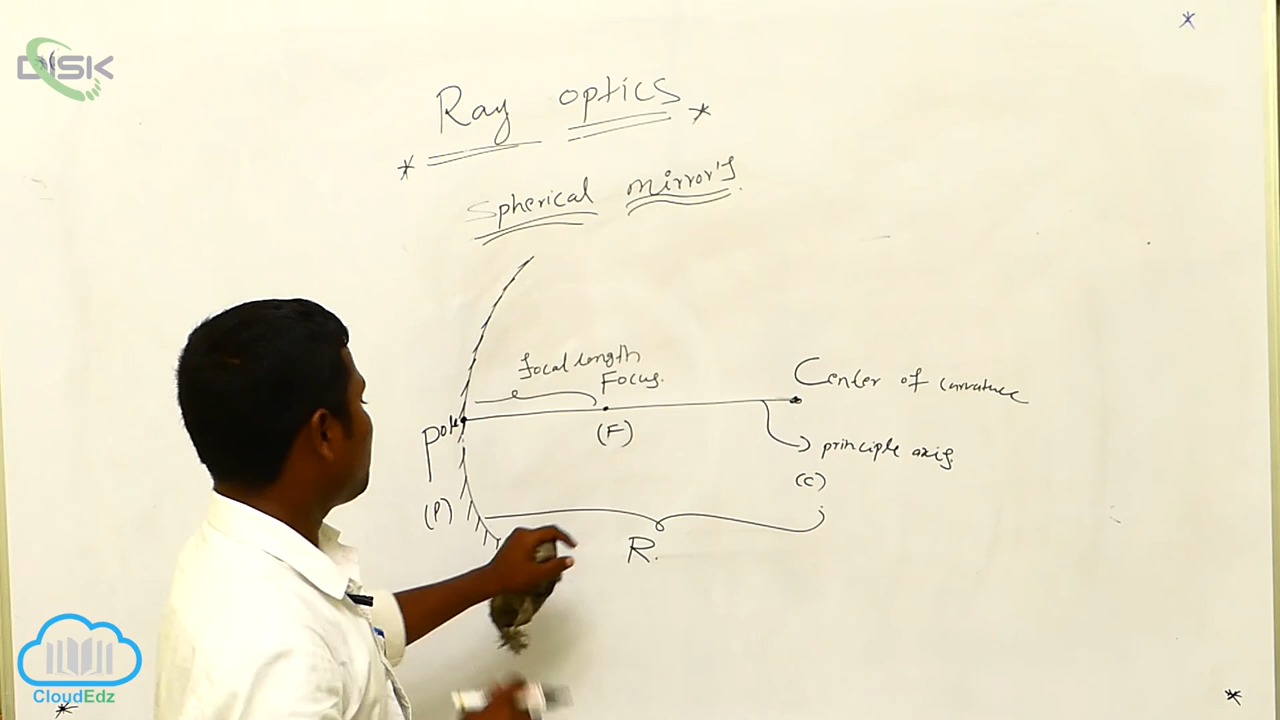 DISK
Ray optics
Spherical mirror's
focal length
Focus.
Center of curvature
pole
(F)
principle axis
(C)
(P)
R.
CloudEdz